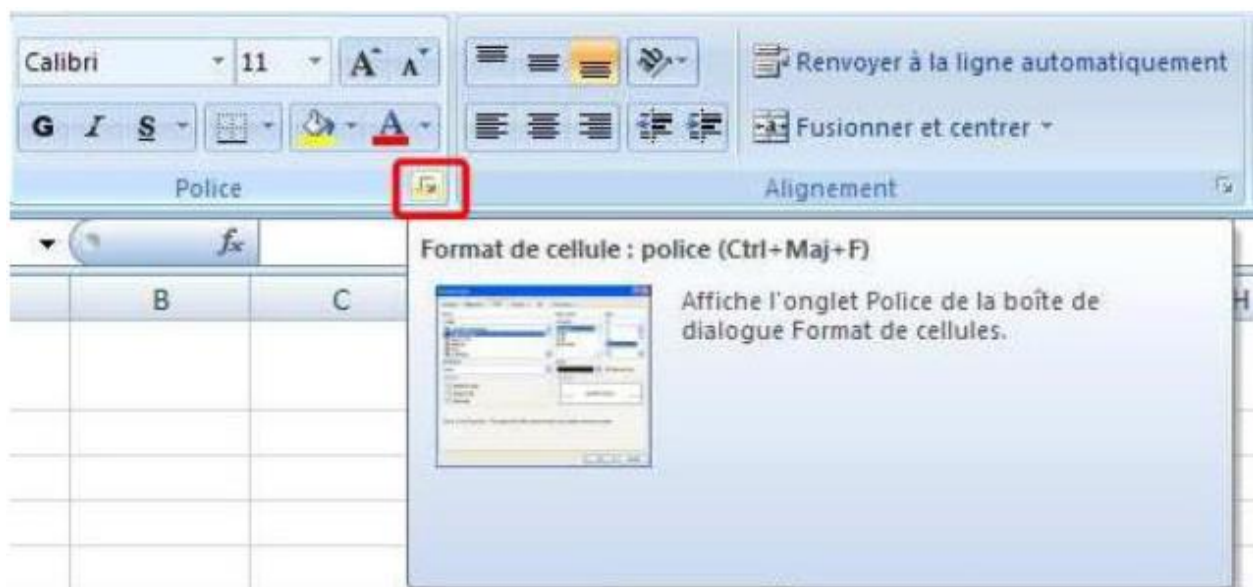 Calibri 11 A A
Renvoyer à la ligne automatiquement
G I S A
Fusionner et centrer
Police
Alignement
fx
Format de cellule : police (Ctrl+Maj+F)
B C H
Affiche l'onglet Police de la boîte de
dialogue Format de cellules.